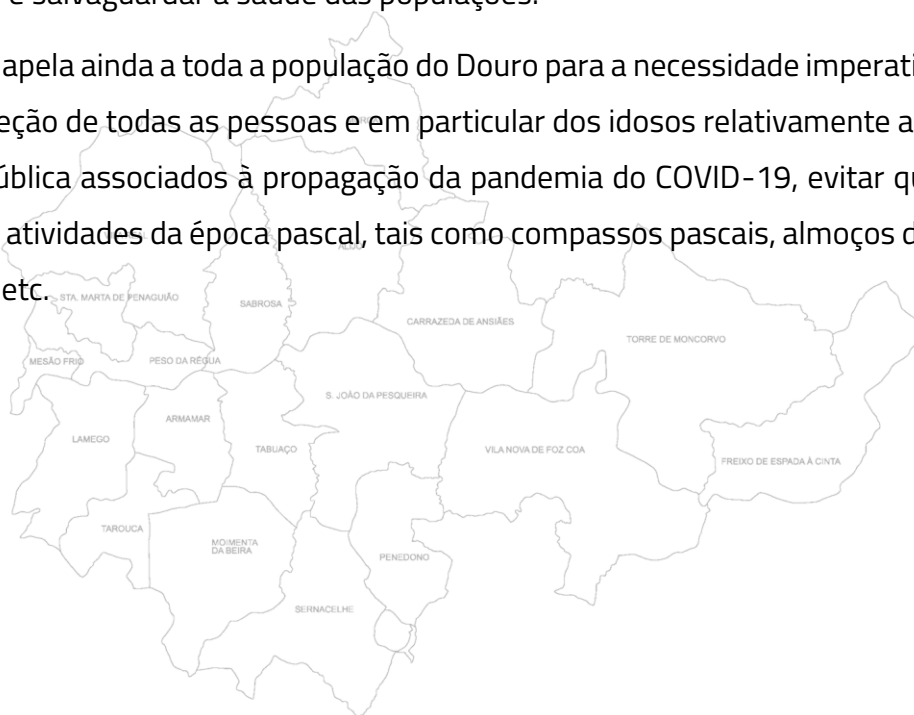 e salvaguardar a saúde das populações.
apela ainda a toda a população do Douro para a necessidade imperati
eção de todas as pessoas e em particular dos idosos relativamente a
ública associados à propagação da pandemia do COVID-19, evitar qu
atividades da época pascal, tais como compassos pascais, almoços d
etc.
STA. MARTA DE PENAGUIÃO
SABROSA
CARRAZEDA DE ANSIÃES
TORRE DE MONCORVO
MESÃO FRIO
PESO DA RÉGUA
S. JOÃO DA PESQUEIRA
ARMAMAR
LAMEGO
TABUAÇO
VILA NOVA DE FOZ COA
FREIXO DE ESPADA À CINTA
TAROUCA
MOIMENTA
DA BEIRA
PENEDONO
SERNACELHE